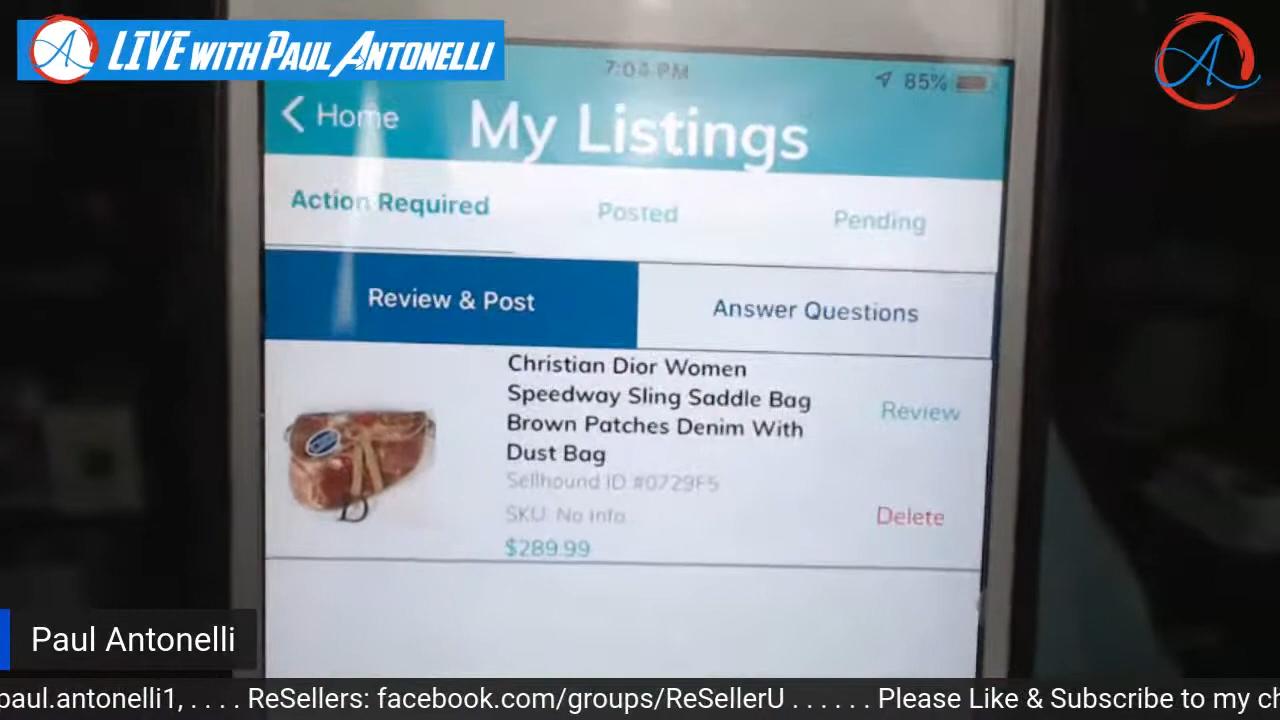 LIVE WITH PAUL ANTONELLI
7:04 PM
85%
Home
My Listings
Action Required
Posted
Pending
Review & Post
Answer Questions
Christian Dior Women
Speedway Sling Saddle Bag
Brown Patches Denim With
Dust Bag
Review
Sellhound ID #0729F5
SKU: No Info
Delete
$289.99
Paul Antonelli
paul.antonelli1, . . . . ReSellers: facebook.com/groups/ReSellerU . . . . . . Please Like & Subscribe to my ch